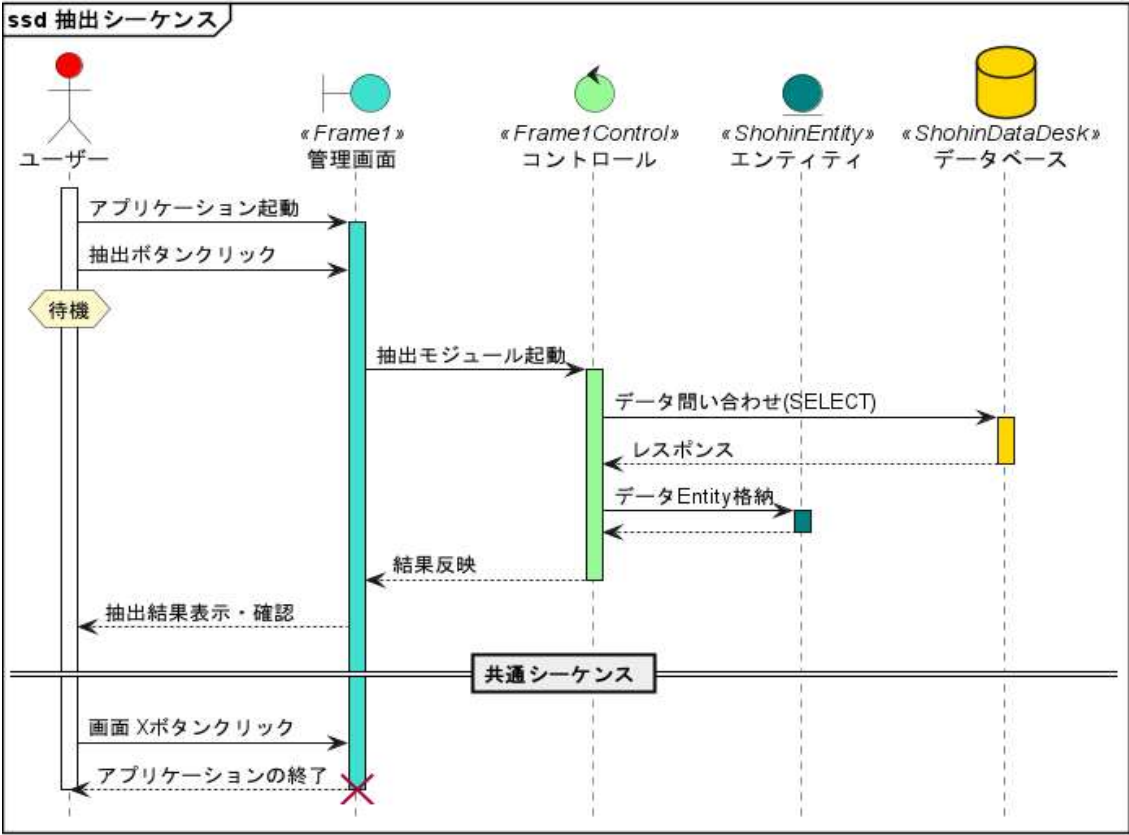 ssd 抽出シーケンス
«Frame1» «Frame1Control» «ShohinEntity» «ShohinDataDesk»
ユーザー 管理画面 コントロール エンティティ データベース
アプリケーション起動
抽出ボタンクリック
待機
抽出モジュール起動
データ問い合わせ(SELECT)
レスポンス
データEntity格納
結果反映
抽出結果表示・確認
共通シーケンス
画面 Xボタンクリック
アプリケーションの終了